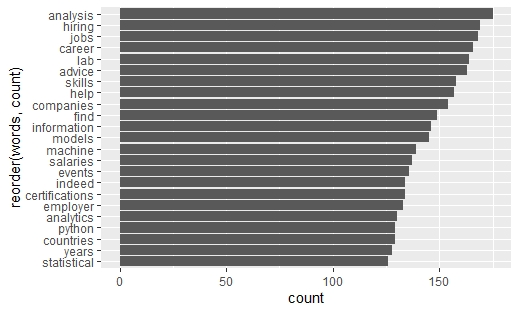 reorder(words, count)
analysis
hiring
jobs
career
lab
advice
skills
help
companies
find
information
models
machine
salaries
events
indeed
certifications
employer
analytics
python
countries
years
statistical
0 50 100 150
count